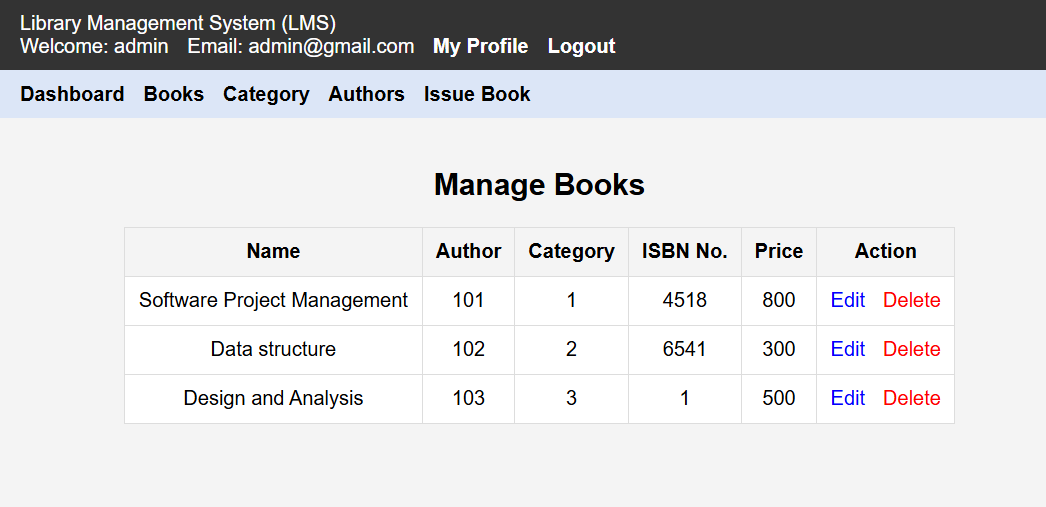 Library Management System (LMS)
Welcome: admin Email: admin@gmail.com My Profile Logout
Dashboard Books Category Authors Issue Book
Manage Books
Name Author Category ISBN No. Price Action
Software Project Management 101 1 4518 800 Edit Delete
Data structure 102 2 6541 300 Edit Delete
Design and Analysis 103 3 1 500 Edit Delete